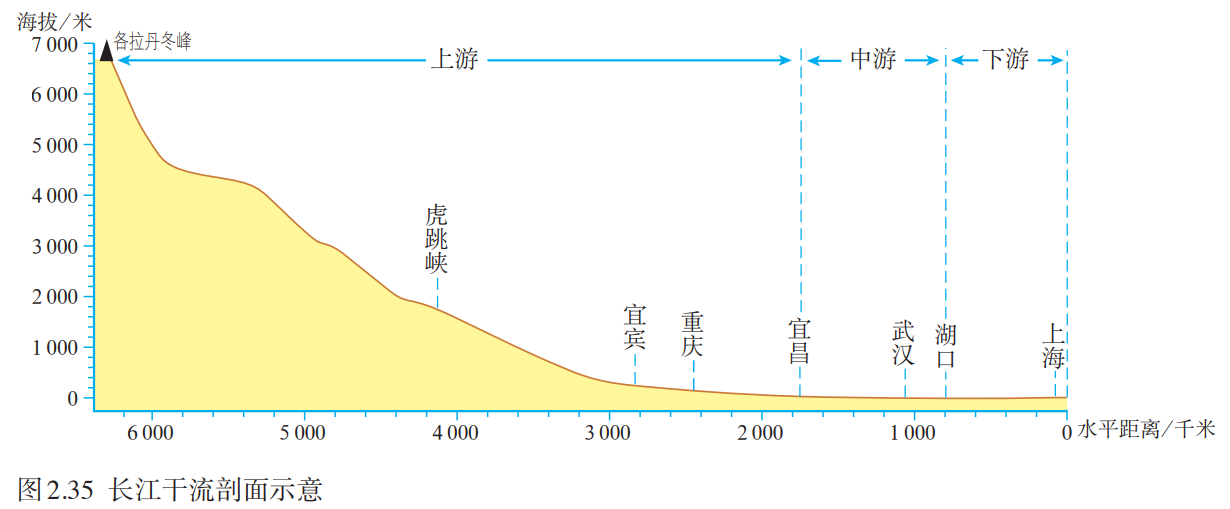 海拔/米
各拉丹冬峰
7 000
上游
中游
下游
6 000
5 000
4 000
3 000
2 000
1 000
0
虎跳峡
宜宾
重庆
宜昌
武汉
湖口
上海
6 000 5 000 4 000 3 000 2 000 1 000 0 水平距离/千米
图2.35 长江干流剖面示意